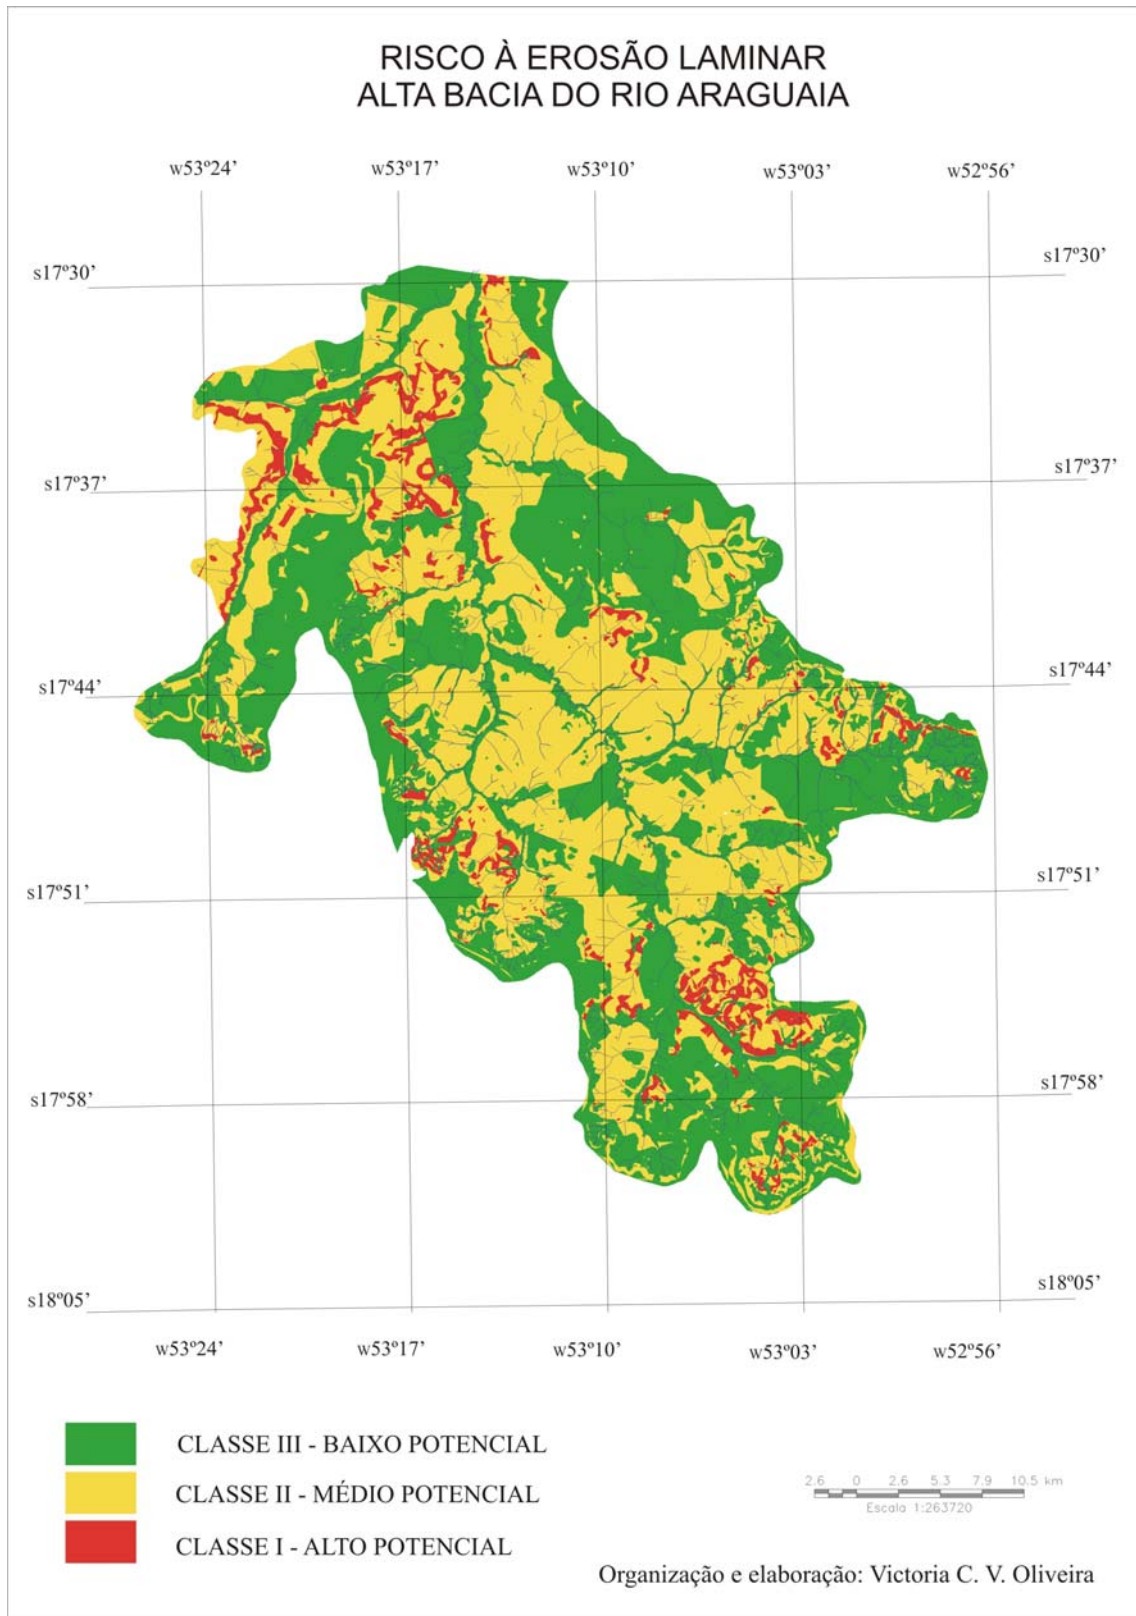 RISCO À EROSÃO LAMINAR
ALTA BACIA DO RIO ARAGUAIA
w53º24’ w53º17’ w53º10’ w53º03’ w52º56’
s17º30’ s17º30’
s17º37’ s17º37’
s17º44’ s17º44’
s17º51’ s17º51’
s17º58’ s17º58’
s18º05’ s18º05’
w53º24’ w53º17’ w53º10’ w53º03’ w52º56’
CLASSE III - BAIXO POTENCIAL
CLASSE II - MÉDIO POTENCIAL
CLASSE I - ALTO POTENCIAL
2.6 0 2.6 5.3 7.9 10.5 km
Escala 1:263720
Organização e elaboração: Victoria C. V. Oliveira